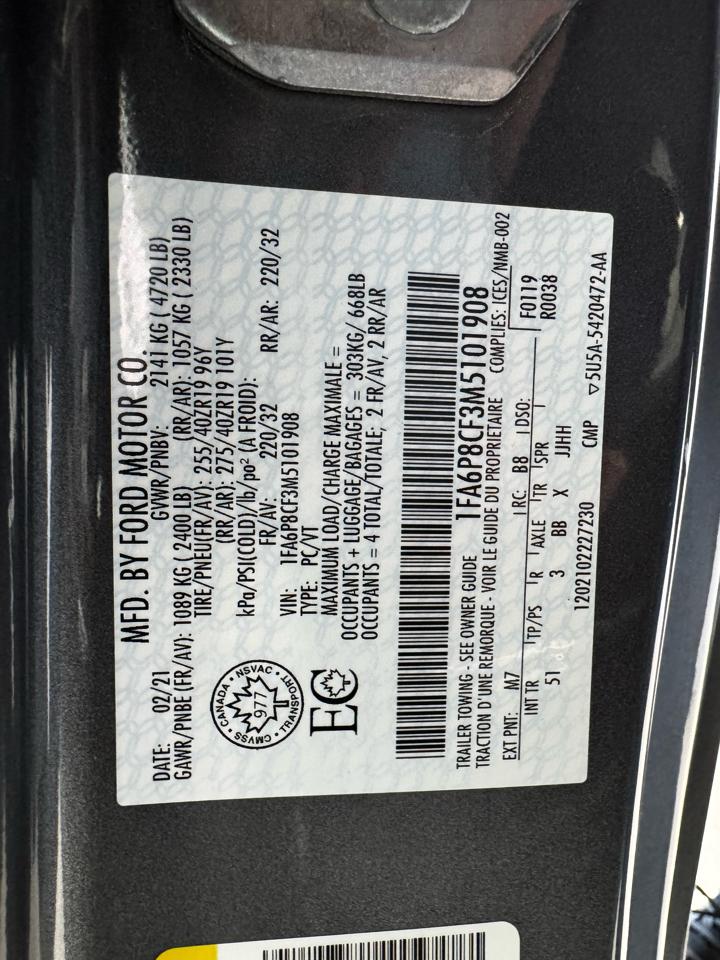 MFD. BY FORD MOTOR CO.
DATE: 02/21 GVWR/PNBV: 2141 KG ( 4720 LB)
GAWR/PNBE (FR/AV): 1089 KG ( 2400 LB) (RR/AR): 1057 KG ( 2330 LB)
TIRE/PNEU(FR/AV): 255/40ZR19 96Y
(RR/AR): 275/40ZR19 101Y
kPa/PSI(COLD)/lb/po² (A FROID):
FR/AV: 220/32 RR/AR: 220/32
VIN: 1FA6P8CF3M5101908
TYPE: PC/VT
MAXIMUM LOAD/CHARGE MAXIMALE =
OCCUPANTS + LUGGAGE/BAGAGES = 303KG/ 668LB
OCCUPANTS = 4 TOTAL/TOTALE; 2 FR/AV, 2 RR/AR
CANADA • NSVAC • TRANSPORT • CMVSS •
977
EC
1FA6P8CF3M5101908
TRAILER TOWING - SEE OWNER GUIDE
TRACTION D'UNE REMORQUE - VOIR LE GUIDE DU PROPRIETAIRE COMPLIES: ICES/NMB-002
EXT PNT: M7 RC: B8 DSO: F0119
R0038
INT TR TP/PS R AXLE TR SPR
51 3 BB X JJHH
1202102227230 CMP ▽5U5A-5420472-AA